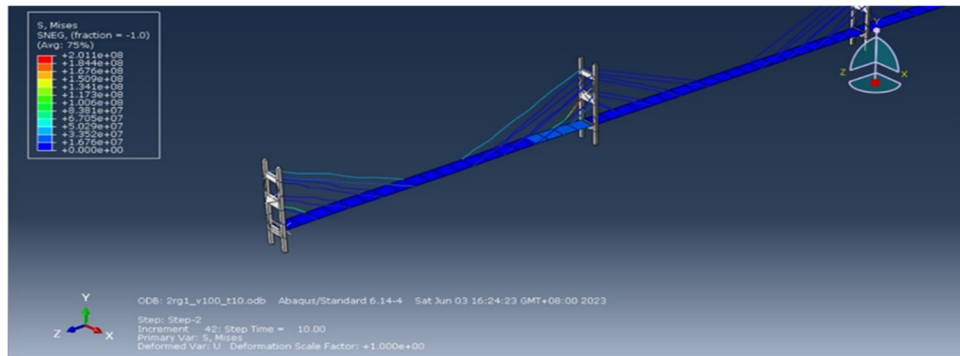 S, Mises
SNEG, (fraction = -1.0)
(Avg: 75%)
+2.011e+08
+1.844e+08
+1.676e+08
+1.509e+08
+1.341e+08
+1.173e+08
+1.006e+08
+8.381e+07
+6.705e+07
+5.029e+07
+3.352e+07
+1.676e+07
+0.000e+00
Y
Z
X
ODB: 2rg1_v100_t10.odb Abaqus/Standard 6.14-4 Sat Jun 03 16:24:23 GMT+08:00 2023
Y
Step: Step-2
Increment 42: Step Time = 10.00
Z
X
Primary Var: S, Mises
Deformed Var: U Deformation Scale Factor: +1.000e+00